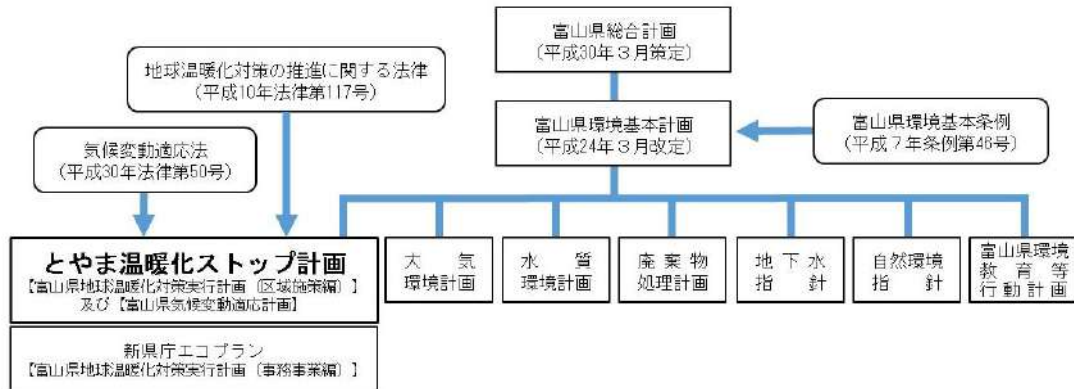 富山県総合計画
（平成30年３月策定）
地球温暖化対策の推進に関する法律
（平成10年法律第117号）
富山県環境基本計画
（平成24年３月改定）
富山県環境基本条例
（平成７年条例第46号）
気候変動適応法
（平成30年法律第50号）
とやま温暖化ストップ計画
【富山県地球温暖化対策実行計画〔区域施策編〕】
及び【富山県気候変動適応計画】
大気
環境計画
水質
環境計画
廃棄物
処理計画
地下水
指針
自然環境
指針
富山県環境
教育等
行動計画
新県庁エコプラン
【富山県地球温暖化対策実行計画〔事務事業編〕】